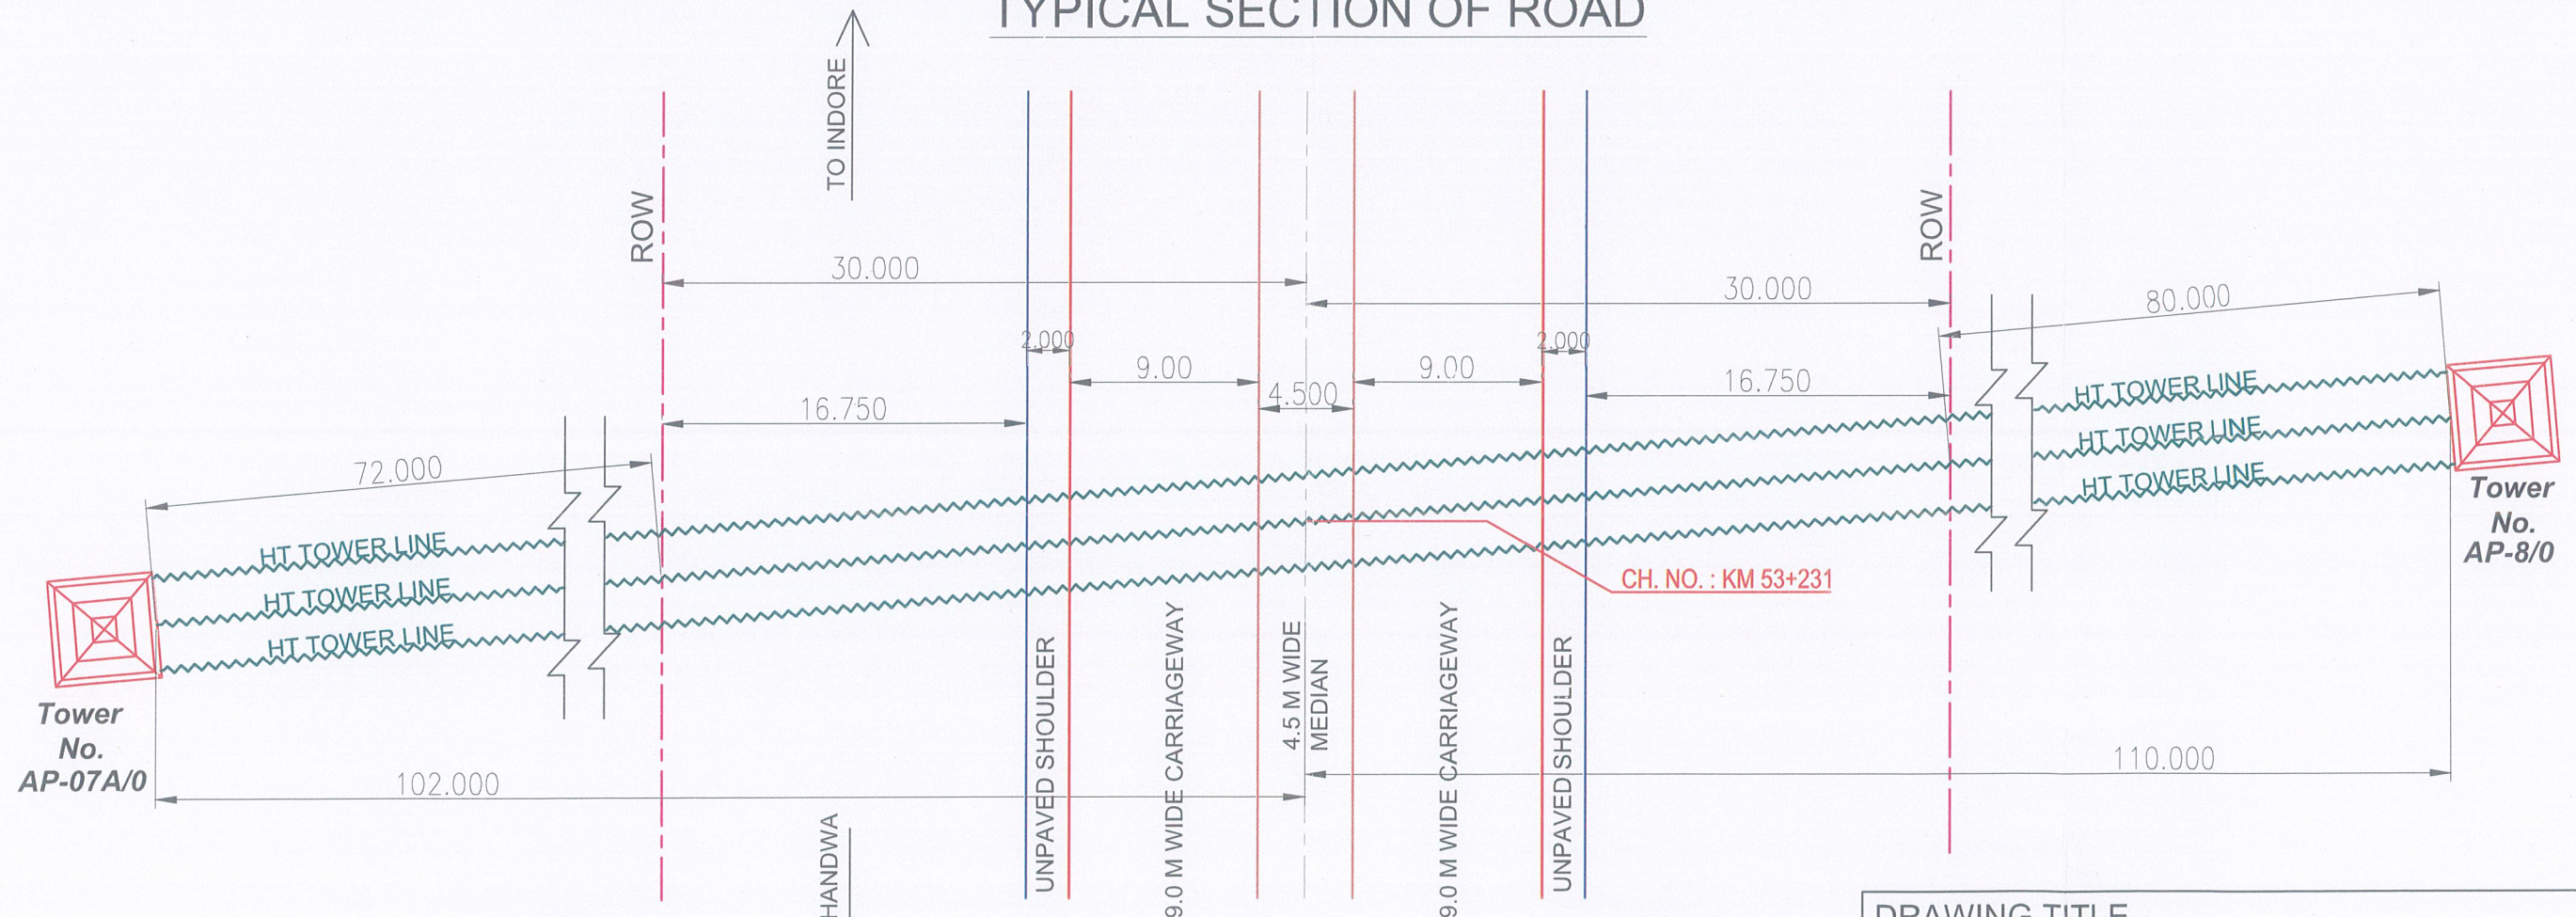 TYPICAL SECTION OF ROAD
TO INDORE
ROW
ROW
30.000
30.000
80.000
2.000
2.000
9.00
4.500
9.00
16.750
16.750
72.000
HT TOWER LINE
HT TOWER LINE
HT TOWER LINE
HT TOWER LINE
HT TOWER LINE
HT TOWER LINE
Tower
No.
AP-8/0
CH. NO. : KM 53+231
Tower
No.
AP-07A/0
UNPAVED SHOULDER
9.0 M WIDE CARRIAGEWAY
4.5 M WIDE
MEDIAN
9.0 M WIDE CARRIAGEWAY
UNPAVED SHOULDER
102.000
110.000
HANDWA
DRAWING TITLE